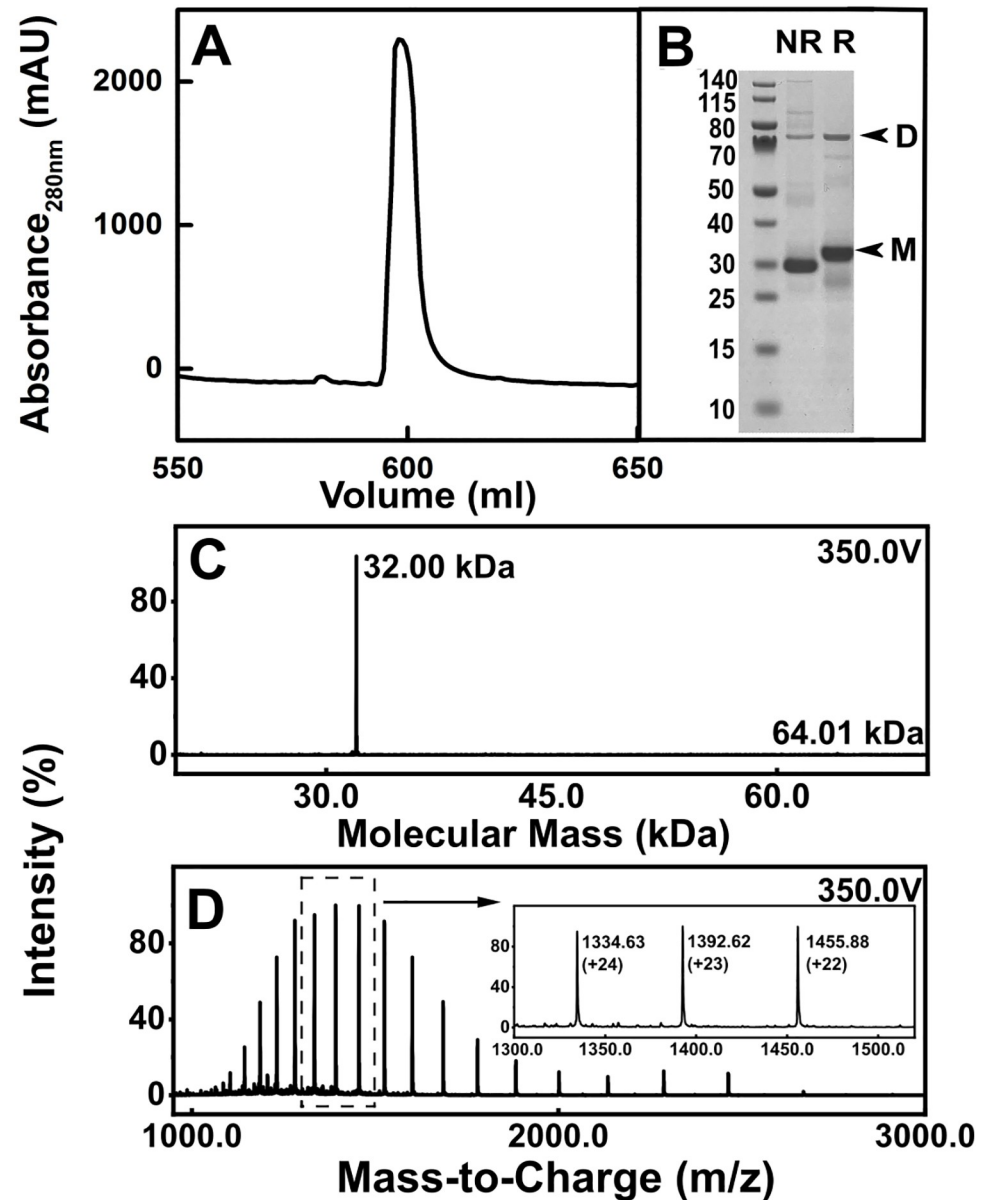 A
Absorbance280nm (mAU)
2000
1000
0
550
600
650
Volume (ml)
B
NR R
140
115
80
70
50
40
30
25
15
10
D
M
C
32.00 kDa
350.0V
64.01 kDa
80
40
0
30.0
45.0
60.0
Molecular Mass (kDa)
Intensity (%)
D
350.0V
80
40
0
1334.63
(+24)
1392.62
(+23)
1455.88
(+22)
80
40
0
1300.0
1350.0
1400.0
1450.0
1500.0
1000.0
2000.0
3000.0
Mass-to-Charge (m/z)